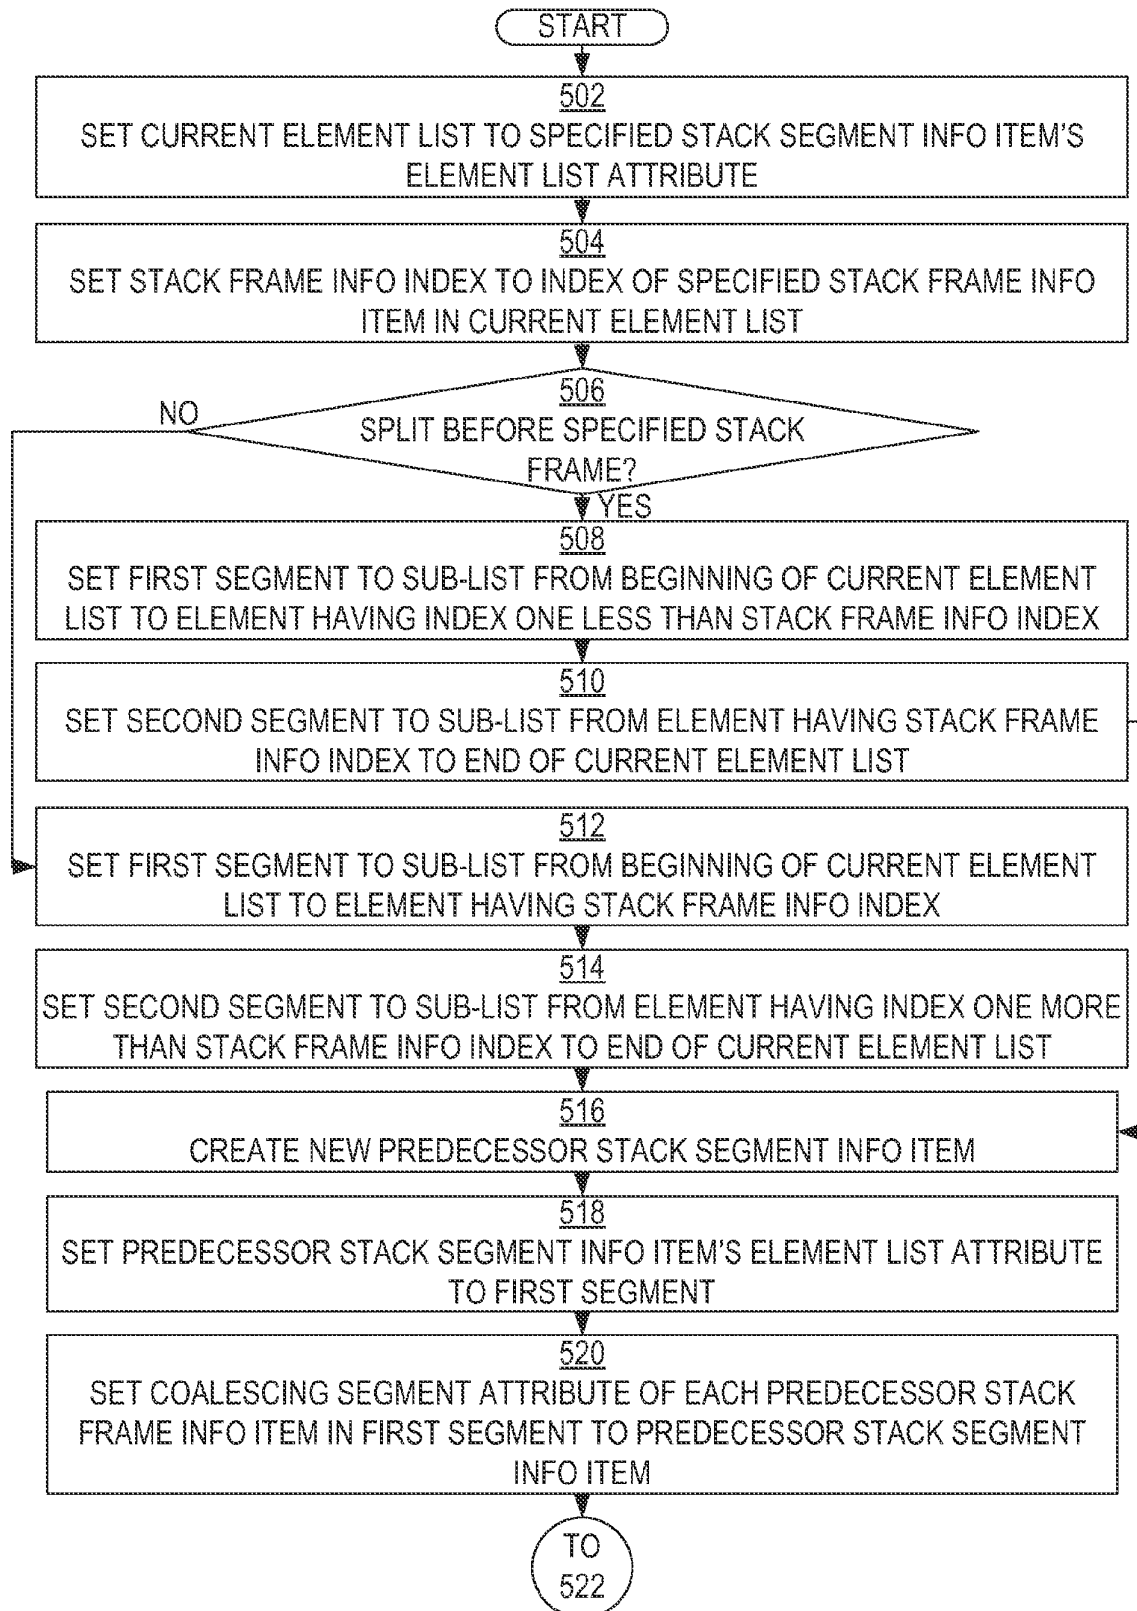 START
502
SET CURRENT ELEMENT LIST TO SPECIFIED STACK SEGMENT INFO ITEM'S
ELEMENT LIST ATTRIBUTE
504
SET STACK FRAME INFO INDEX TO INDEX OF SPECIFIED STACK FRAME INFO
ITEM IN CURRENT ELEMENT LIST
506
SPLIT BEFORE SPECIFIED STACK
FRAME?
NO
YES
508
SET FIRST SEGMENT TO SUB-LIST FROM BEGINNING OF CURRENT ELEMENT
LIST TO ELEMENT HAVING INDEX ONE LESS THAN STACK FRAME INFO INDEX
510
SET SECOND SEGMENT TO SUB-LIST FROM ELEMENT HAVING STACK FRAME
INFO INDEX TO END OF CURRENT ELEMENT LIST
512
SET FIRST SEGMENT TO SUB-LIST FROM BEGINNING OF CURRENT ELEMENT
LIST TO ELEMENT HAVING STACK FRAME INFO INDEX
514
SET SECOND SEGMENT TO SUB-LIST FROM ELEMENT HAVING INDEX ONE MORE
THAN STACK FRAME INFO INDEX TO END OF CURRENT ELEMENT LIST
516
CREATE NEW PREDECESSOR STACK SEGMENT INFO ITEM
518
SET PREDECESSOR STACK SEGMENT INFO ITEM'S ELEMENT LIST ATTRIBUTE
TO FIRST SEGMENT
520
SET COALESCING SEGMENT ATTRIBUTE OF EACH PREDECESSOR STACK
FRAME INFO ITEM IN FIRST SEGMENT TO PREDECESSOR STACK SEGMENT
INFO ITEM
TO
522